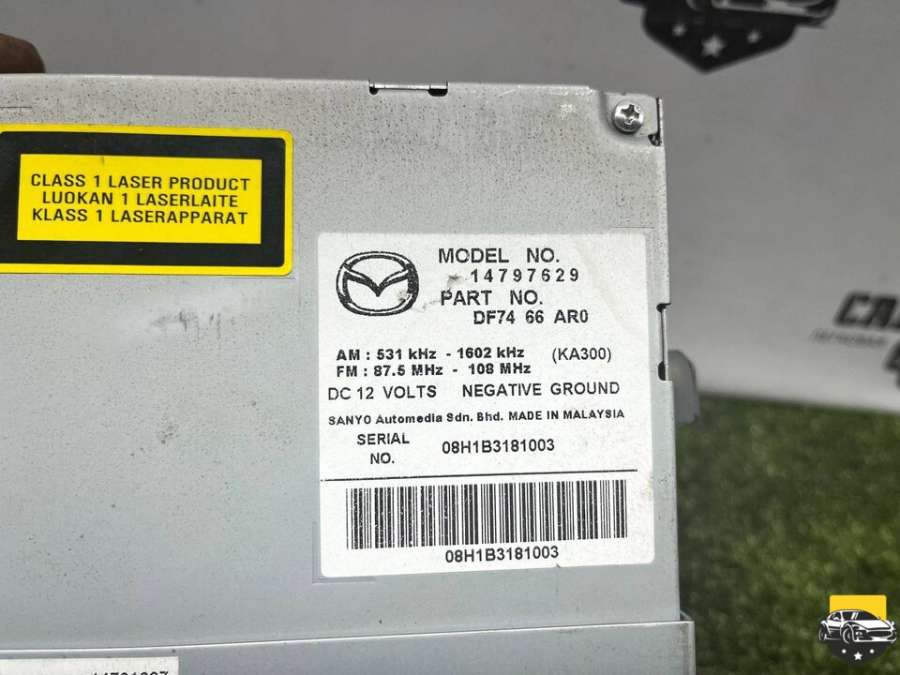 CLASS 1 LASER PRODUCT
LUOKAN 1 LASERLAITE
KLASS 1 LASERAPPARAT
MODEL NO.
14797629
PART NO.
DF74 66 AR0
AM : 531 kHz - 1602 kHz (KA300)
FM : 87.5 MHz - 108 MHz
DC 12 VOLTS NEGATIVE GROUND
SANYO Automedia Sdn. Bhd. MADE IN MALAYSIA
SERIAL NO. 08H1B3181003
08H1B3181003